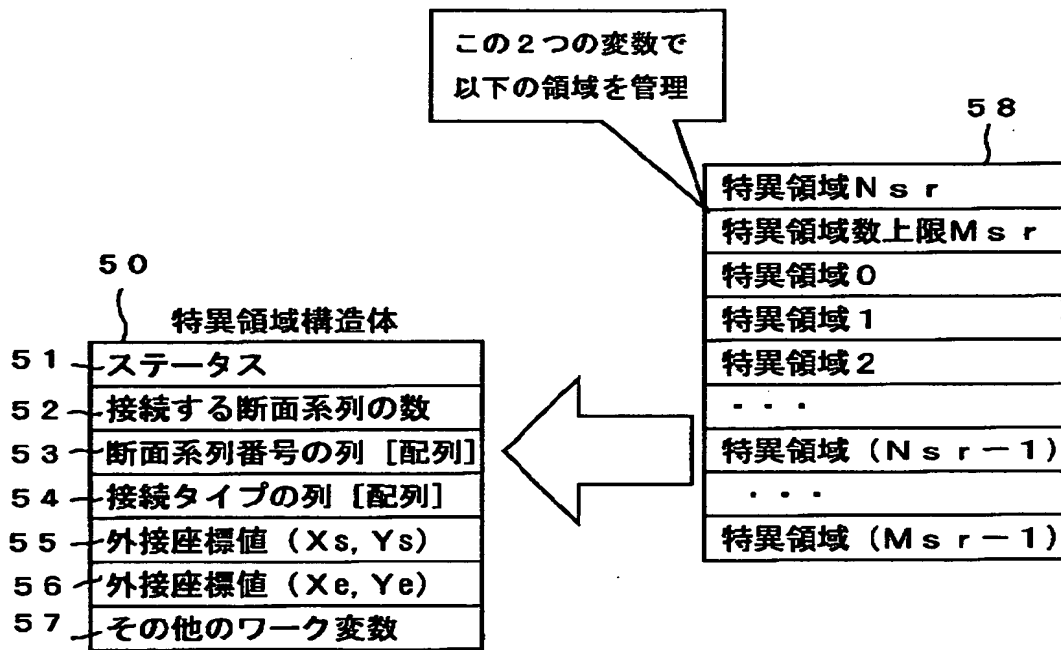 この2つの変数で
以下の領域を管理
58
特異領域Nsr
特異領域数上限Msr
特異領域0
特異領域1
特異領域2
・・・
特異領域(Nsr-1)
・・・
特異領域(Msr-1)
50
特異領域構造体
51 ステータス
52 接続する断面系列の数
53 断面系列番号の列[配列]
54 接続タイプの列[配列]
55 外接座標値(Xs,Ys)
56 外接座標値(Xe,Ye)
57 その他のワーク変数